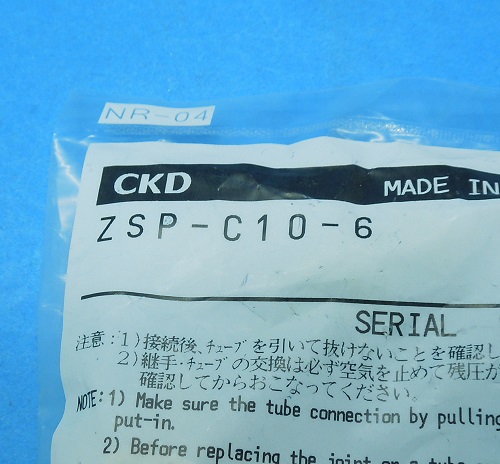 NR-04
CKD MADE IN
ZSP-C10-6
SERIAL
注意：1）接続後、チューブを引いて抜けないことを確認し
2）継手・チューブの交換は必ず空気を止めて残圧が
確認してからおこなってください。
NOTE: 1) Make sure the tube connection by pulling
put-in.
2) Before replacing the joint or a tube